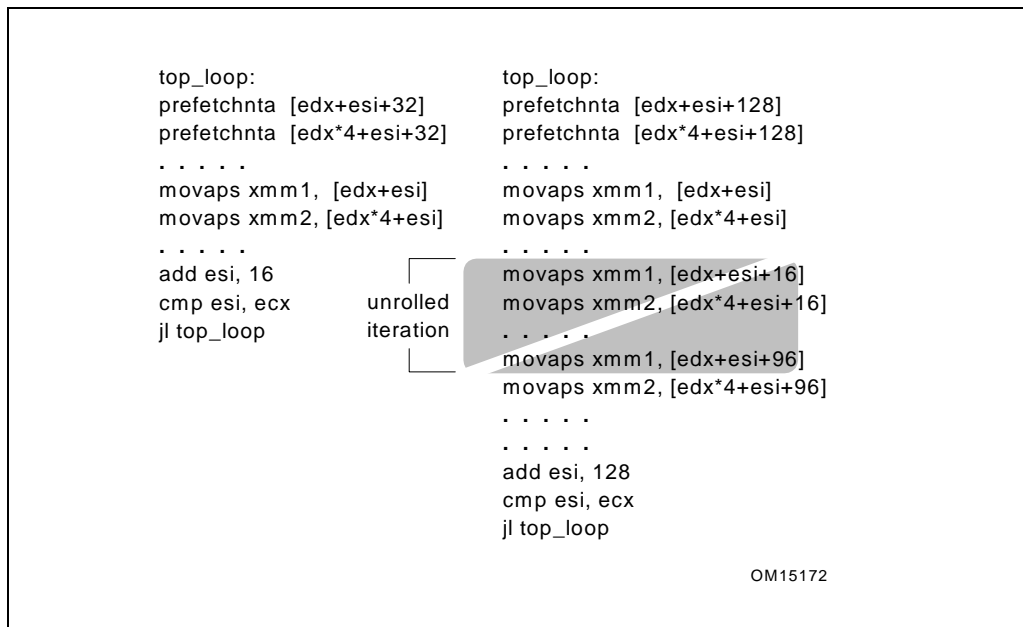 top_loop:
prefetchnta [edx+esi+32]
prefetchnta [edx*4+esi+32]
. . . . .
movaps xmm1, [edx+esi]
movaps xmm2, [edx*4+esi]
. . . . .
add esi, 16
cmp esi, ecx
jl top_loop
unrolled
iteration
top_loop:
prefetchnta [edx+esi+128]
prefetchnta [edx*4+esi+128]
. . . . .
movaps xmm1, [edx+esi]
movaps xmm2, [edx*4+esi]
. . . . .
movaps xmm1, [edx+esi+16]
movaps xmm2, [edx*4+esi+16]
. . . . .
movaps xmm1, [edx+esi+96]
movaps xmm2, [edx*4+esi+96]
. . . . .
. . . . .
add esi, 128
cmp esi, ecx
jl top_loop
OM15172